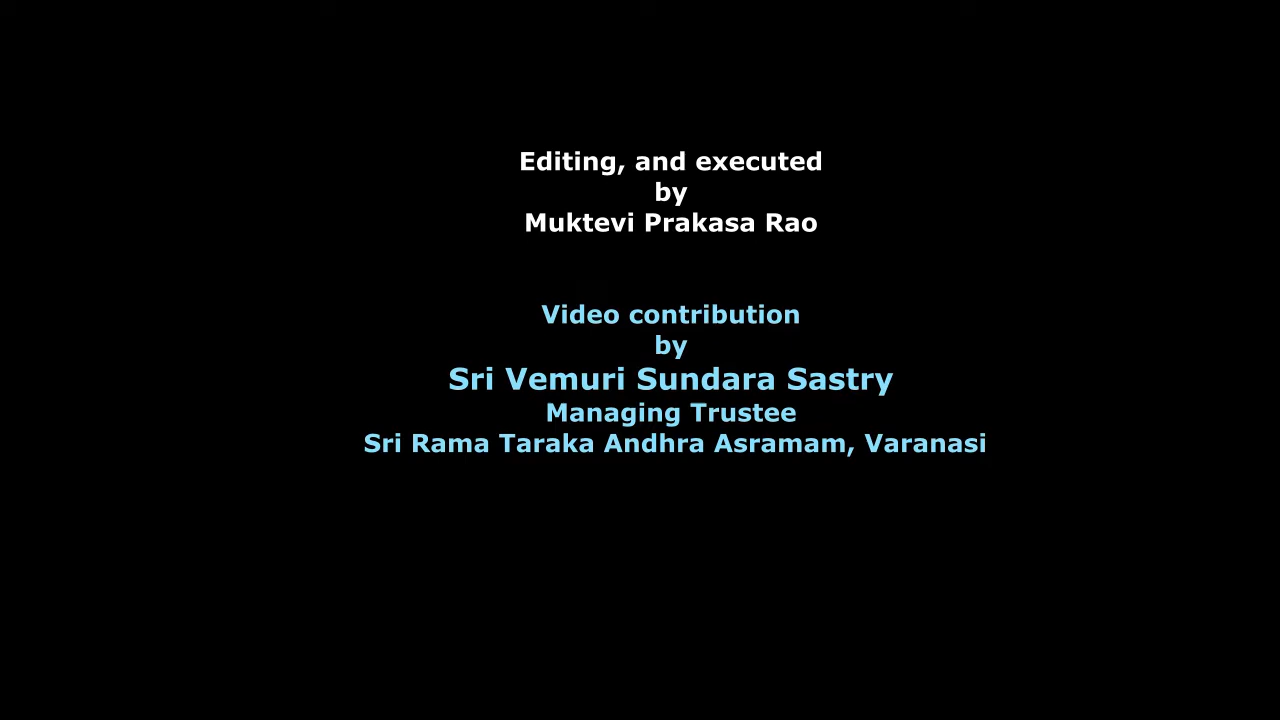 Editing, and executed
by
Muktevi Prakasa Rao
Video contribution
by
Sri Vemuri Sundara Sastry
Managing Trustee
Sri Rama Taraka Andhra Asramam, Varanasi